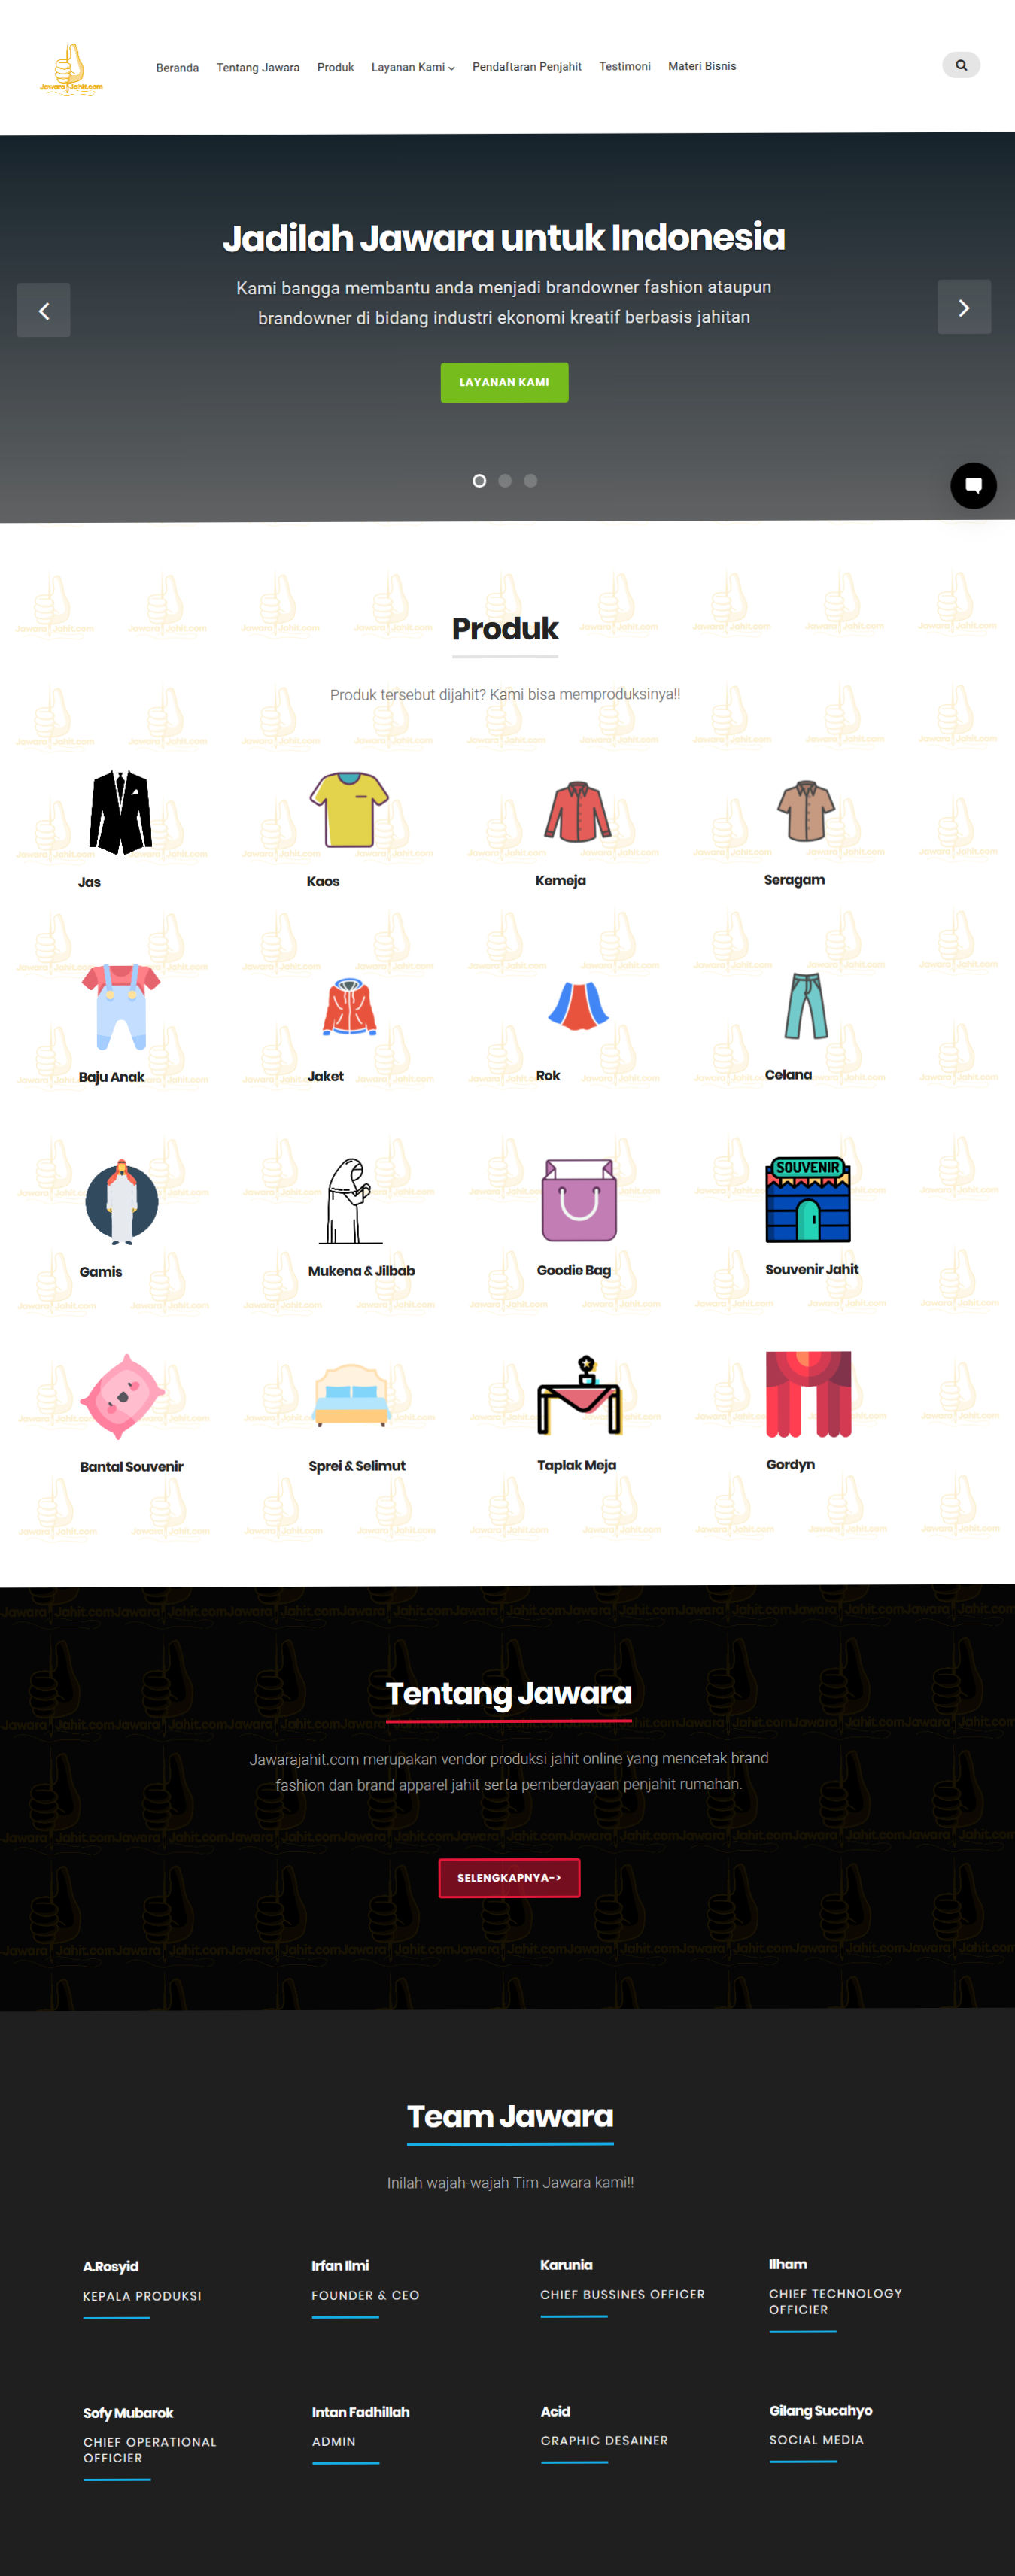 JawaraJahit.com
Beranda Tentang Jawara Produk Layanan Kami Pendaftaran Penjahit Testimoni Materi Bisnis
Jadilah Jawara untuk Indonesia
Kami bangga membantu anda menjadi brandowner fashion ataupun
brandowner di bidang industri ekonomi kreatif berbasis jahitan
LAYANAN KAMI
Produk
Produk tersebut dijahit? Kami bisa memproduksinya!!
Jas Kaos Kemeja Seragam
Baju Anak Jaket Rok Celana
SOUVENIR
Gamis Mukena & Jilbab Goodie Bag Souvenir Jahit
Bantal Souvenir Sprei & Selimut Taplak Meja Gordyn
Tentang Jawara
Jawarajahit.com merupakan vendor produksi jahit online yang mencetak brand
fashion dan brand apparel jahit serta pemberdayaan penjahit rumahan.
SELENGKAPNYA->
Team Jawara
Inilah wajah-wajah Tim Jawara kami!!
A.Rosyid
KEPALA PRODUKSI
Irfan Ilmi
FOUNDER & CEO
Karunia
CHIEF BUSSINES OFFICER
Ilham
CHIEF TECHNOLOGY
OFFICIER
Sofy Mubarok
CHIEF OPERATIONAL
OFFICIER
Intan Fadhillah
ADMIN
Acid
GRAPHIC DESAINER
Gilang Sucahyo
SOCIAL MEDIA